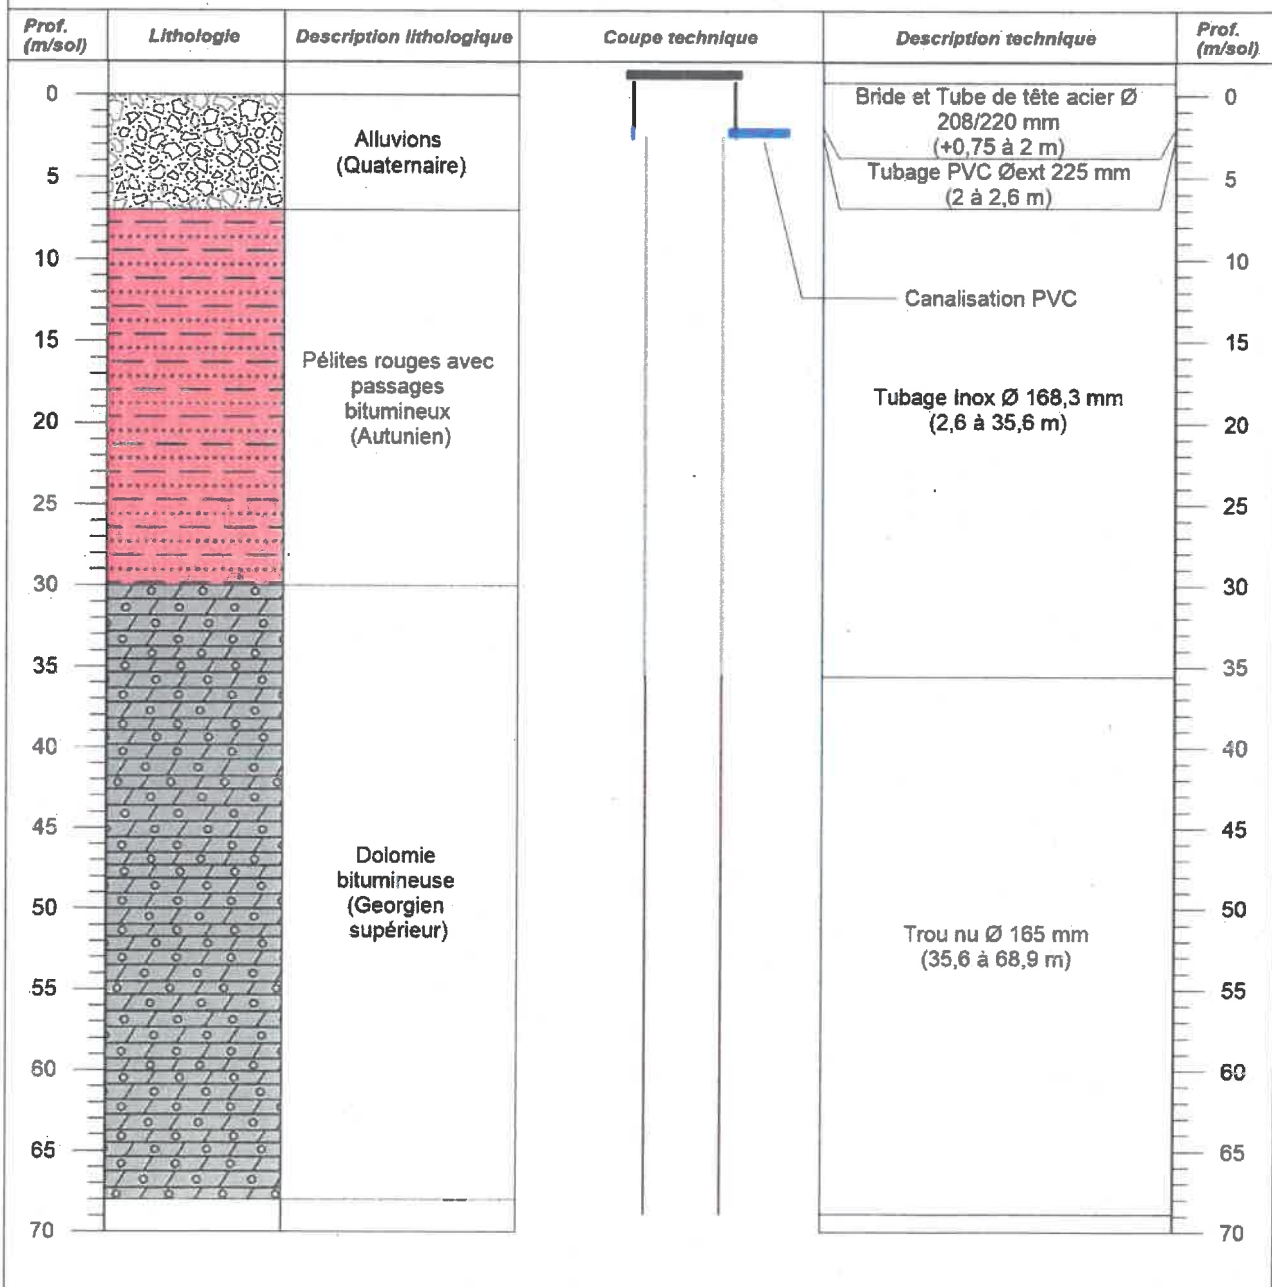 Prof.
(m/sol)
Lithologie
Description lithologique
Coupe technique
Description technique
Prof.
(m/sol)
0
5
10
15
20
25
30
35
40
45
50
55
60
65
70
Alluvions
(Quaternaire)
Pélites rouges avec
passages
bitumineux
(Autunien)
Dolomie
bitumineuse
(Georgien
supérieur)
Canalisation PVC
Bride et Tube de tête acier Ø
208/220 mm
(+0,75 à 2 m)
Tubage PVC Øext 225 mm
(2 à 2,6 m)
Tubage Inox Ø 168,3 mm
(2,6 à 35,6 m)
Trou nu Ø 165 mm
(35,6 à 68,9 m)
0
5
10
15
20
25
30
35
40
45
50
55
60
65
70